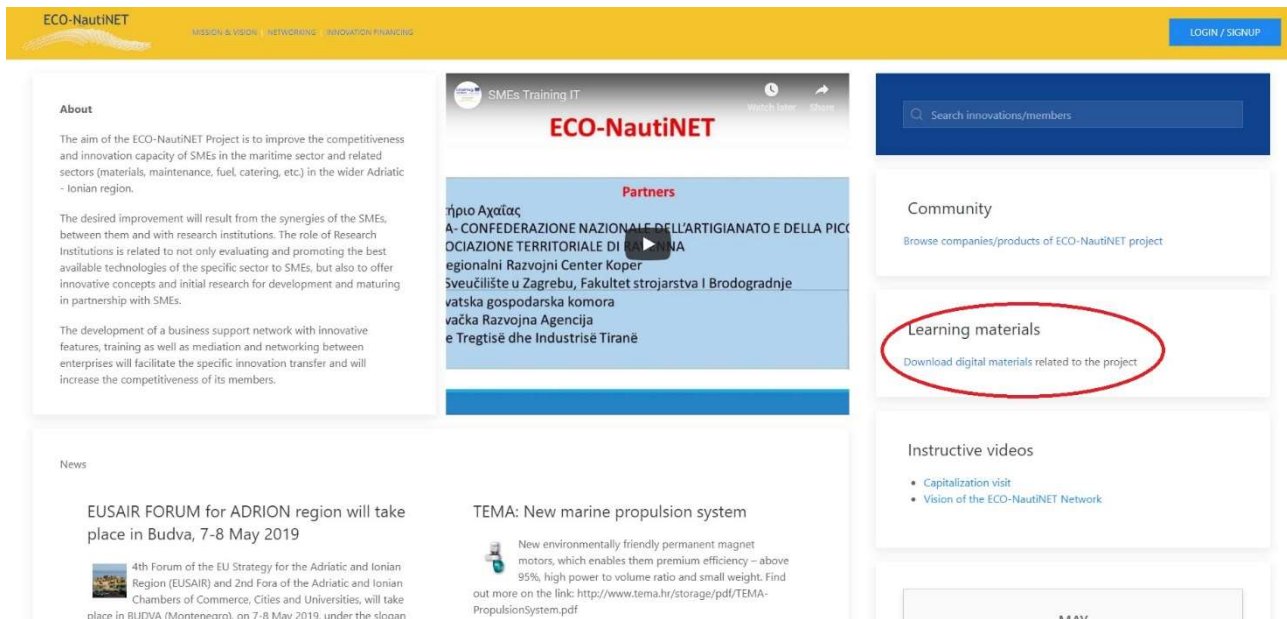 ECO-NautiNET
MISSION & VISION | NETWORKING | INNOVATION FINANCING
LOGIN / SIGNUP
About
The aim of the ECO-NautiNET Project is to improve the competitiveness
and innovation capacity of SMEs in the maritime sector and related
sectors (materials, maintenance, fuel, catering, etc.) in the wider Adriatic
- Ionian region.
The desired improvement will result from the synergies of the SMEs,
between them and with research institutions. The role of Research
Institutions is related to not only evaluating and promoting the best
available technologies of the specific sector to SMEs, but also to offer
innovative concepts and initial research for development and maturing
in partnership with SMEs.
The development of a business support network with innovative
features, training as well as mediation and networking between
enterprises will facilitate the specific innovation transfer and will
increase the competitiveness of its members.
SMEs Training IT
Watch later
Share
ECO-NautiNET
Partners
τήριο Αχαΐας
A- CONFEDERAZIONE NAZIONALE DELL'ARTIGIANATO E DELLA PICC
OCIAZIONE TERRITORIALE DI RAVENNA
egionalni Razvojni Center Koper
Sveučilište u Zagrebu, Fakultet strojarstva I Brodogradnje
vatska gospodarska komora
vačka Razvojna Agencija
e Tregtisë dhe Industrisë Tiranë
Search innovations/members
Community
Browse companies/products of ECO-NautiNET project
Learning materials
Download digital materials related to the project
Instructive videos
• Capitalization visit
• Vision of the ECO-NautiNET Network
News
EUSAIR FORUM for ADRION region will take
place in Budva, 7-8 May 2019
4th Forum of the EU Strategy for the Adriatic and Ionian
Region (EUSAIR) and 2nd Fora of the Adriatic and Ionian
Chambers of Commerce, Cities and Universities, will take
place in BUDVA (Montenegro), on 7-8 May 2019, under the slogan
TEMA: New marine propulsion system
New environmentally friendly permanent magnet
motors, which enables them premium efficiency – above
95%, high power to volume ratio and small weight. Find
out more on the link: http://www.tema.hr/storage/pdf/TEMA-
PropulsionSystem.pdf
MAY